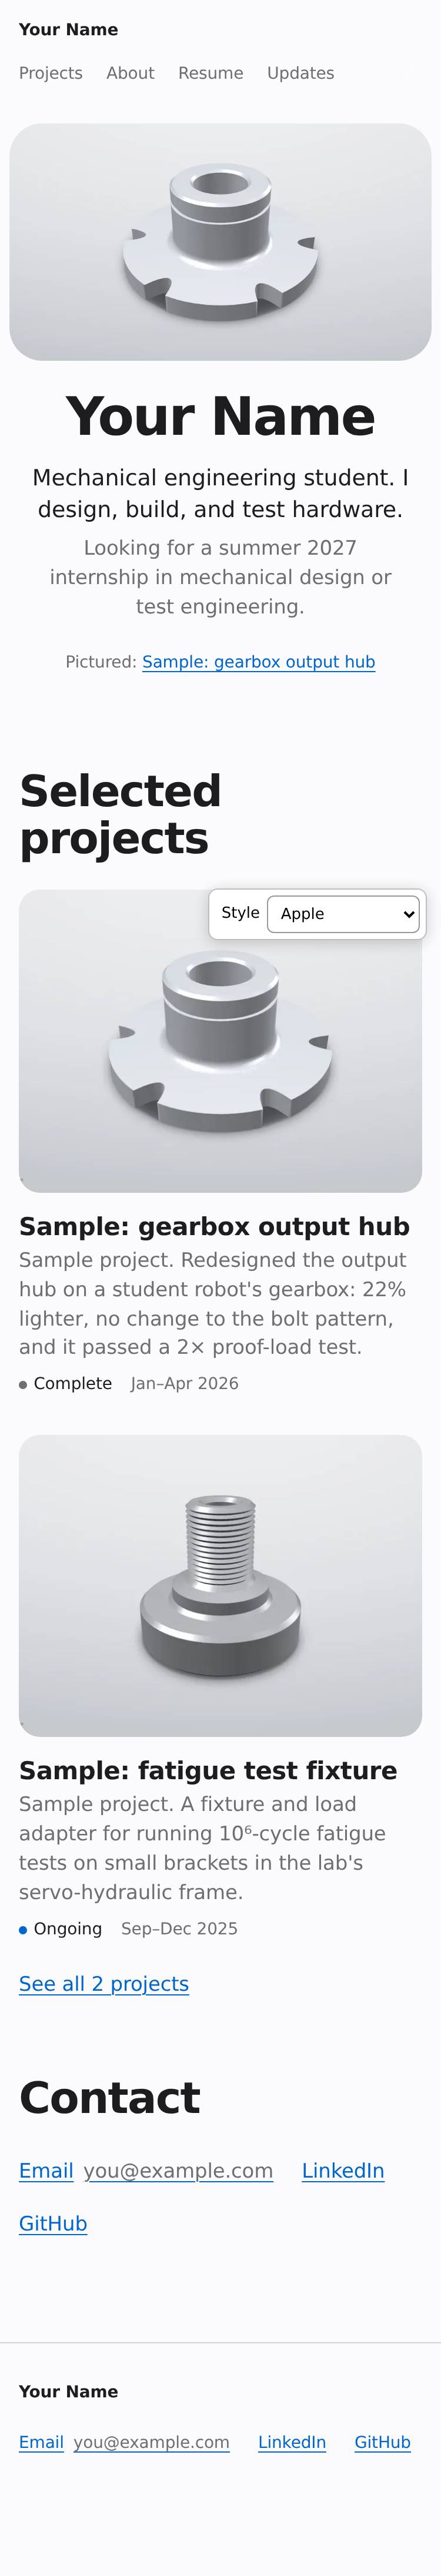 Your Name
Projects About Resume Updates
Your Name
Mechanical engineering student. I
design, build, and test hardware.
Looking for a summer 2027
internship in mechanical design or
test engineering.
Pictured: Sample: gearbox output hub
Selected
projects
Style Apple
Sample: gearbox output hub
Sample project. Redesigned the output
hub on a student robot's gearbox: 22%
lighter, no change to the bolt pattern,
and it passed a 2× proof-load test.
Complete Jan–Apr 2026
Sample: fatigue test fixture
Sample project. A fixture and load
adapter for running 10⁶-cycle fatigue
tests on small brackets in the lab's
servo-hydraulic frame.
Ongoing Sep–Dec 2025
See all 2 projects
Contact
Email you@example.com LinkedIn
GitHub
Your Name
Email you@example.com LinkedIn GitHub